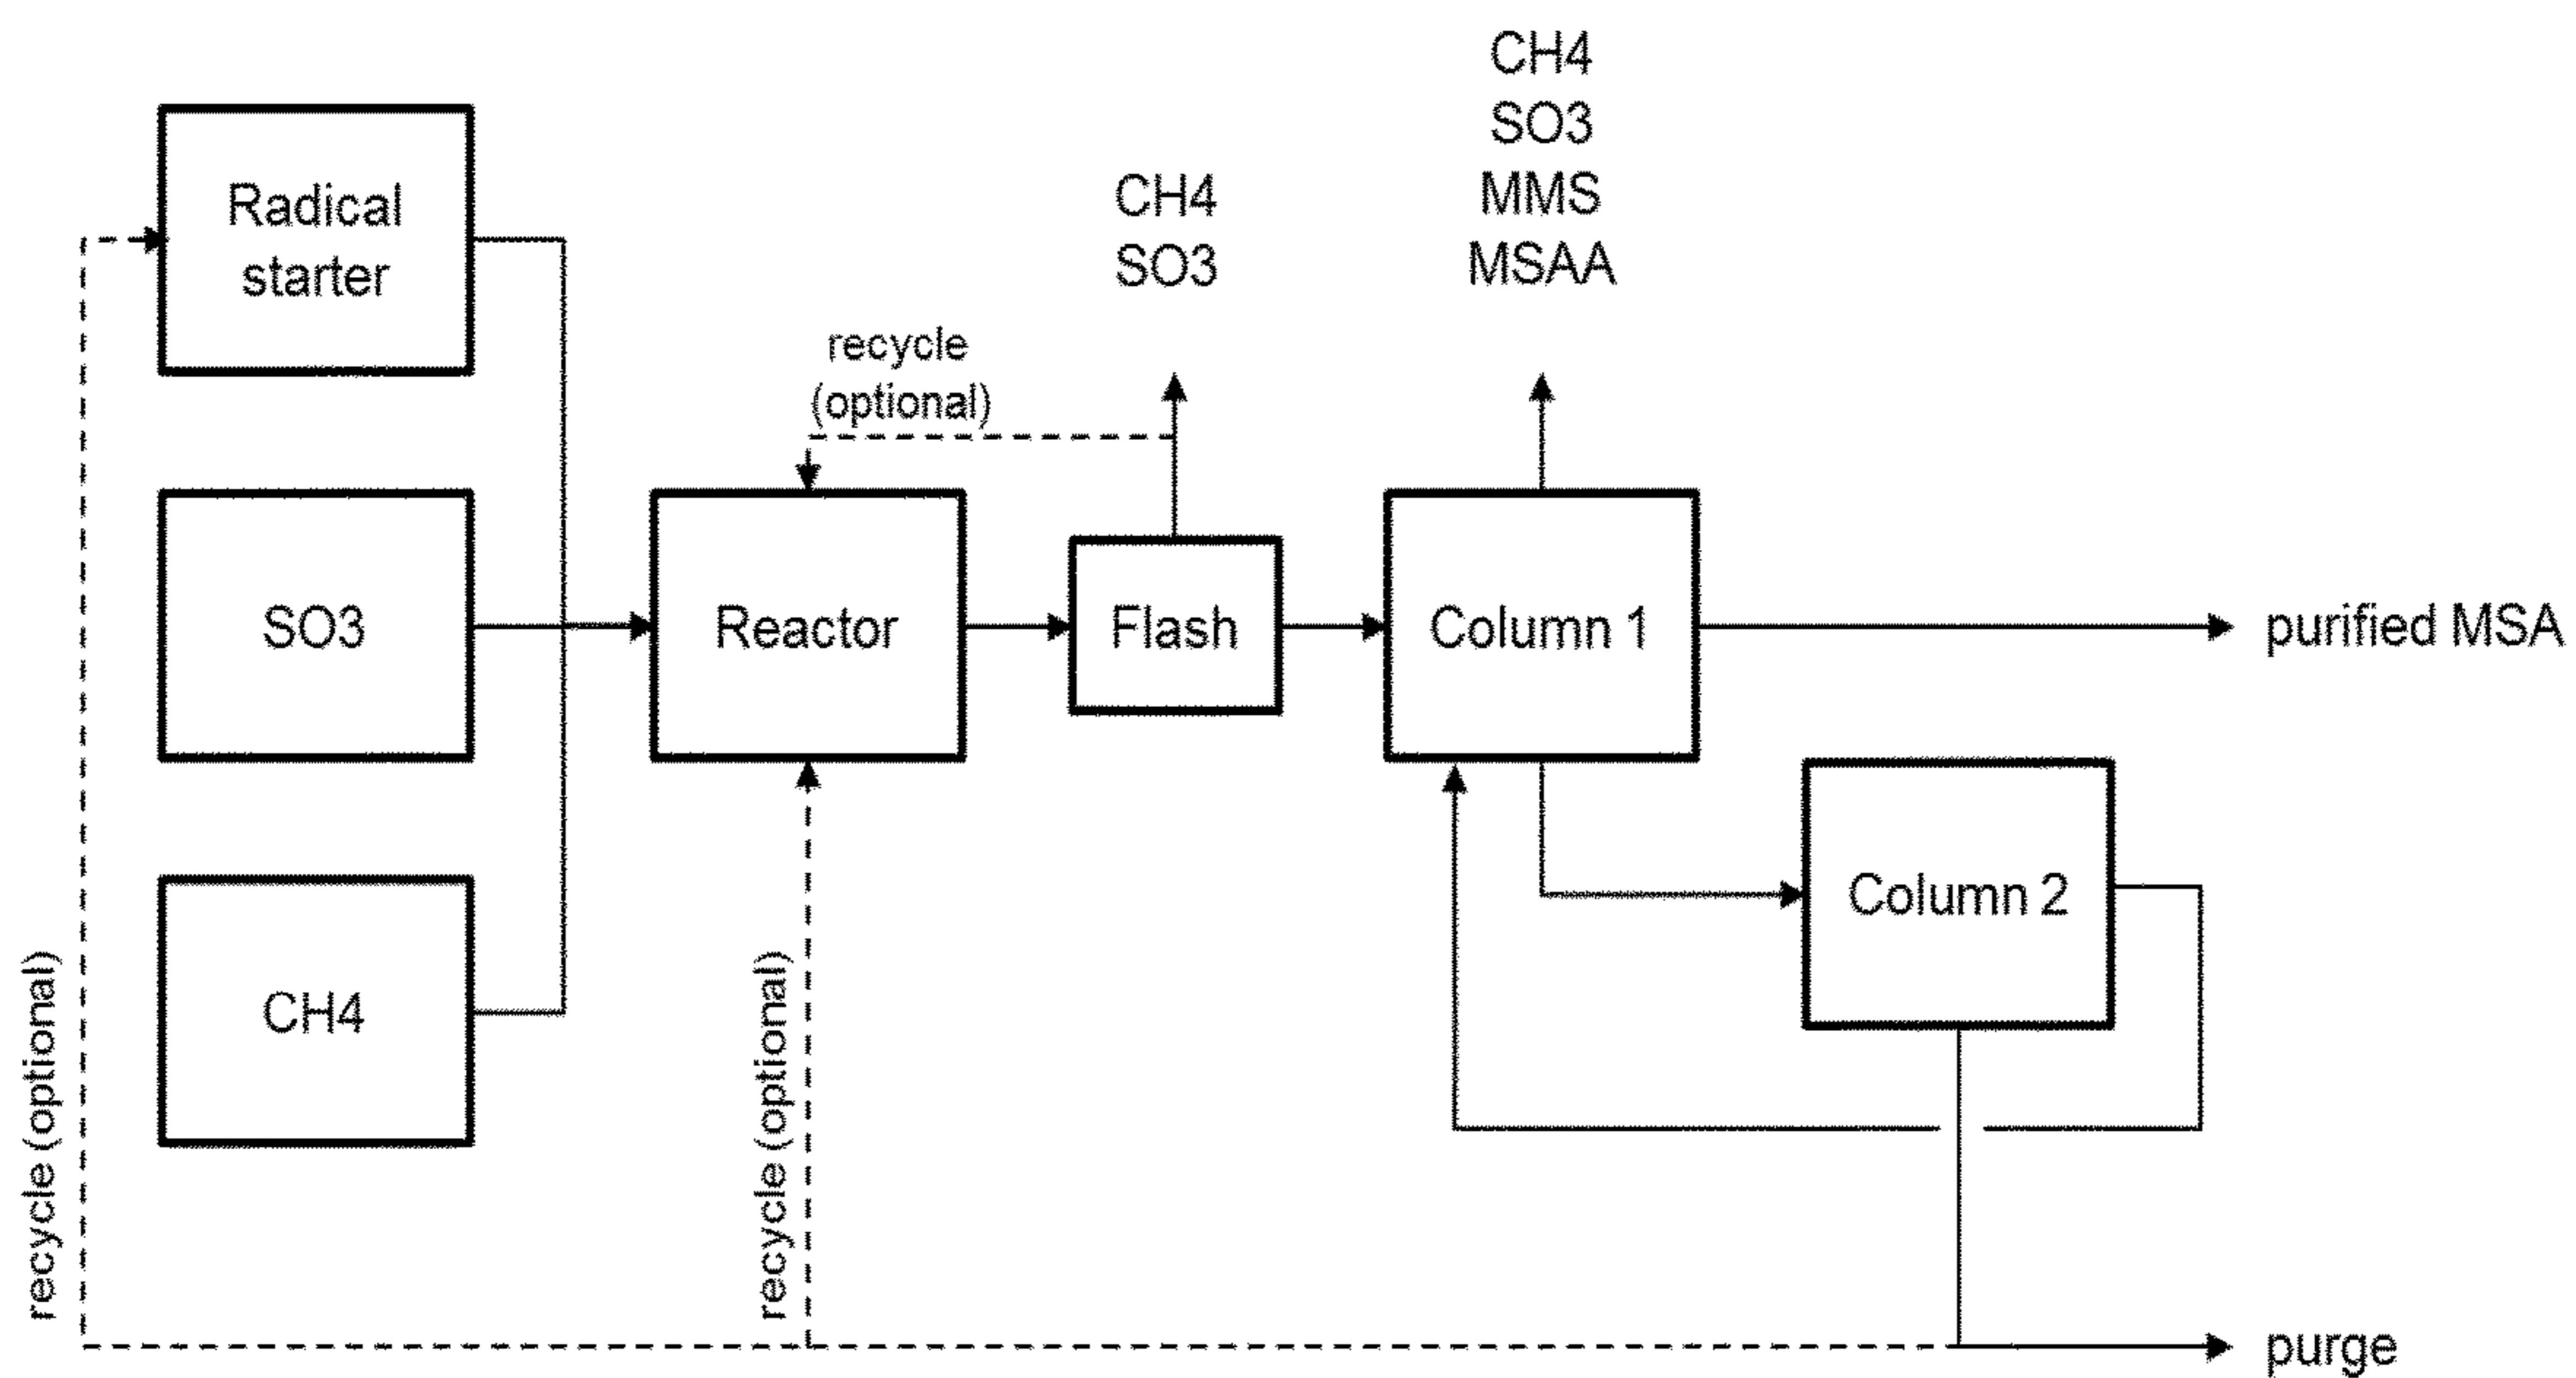 CH4
SO3
MMS
MSAA
CH4
SO3
Radical
starter
recycle
(optional)
SO3
Reactor
Flash
Column 1
purified MSA
Column 2
CH4
recycle (optional)
recycle (optional)
purge